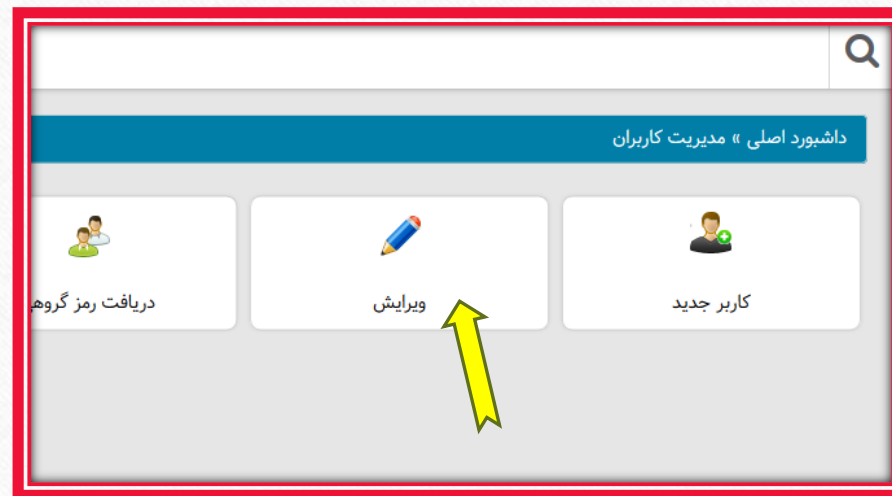 داشبورد اصلی » مدیریت کاربران
کاربر جدید
ویرایش
دریافت رمز گروهی